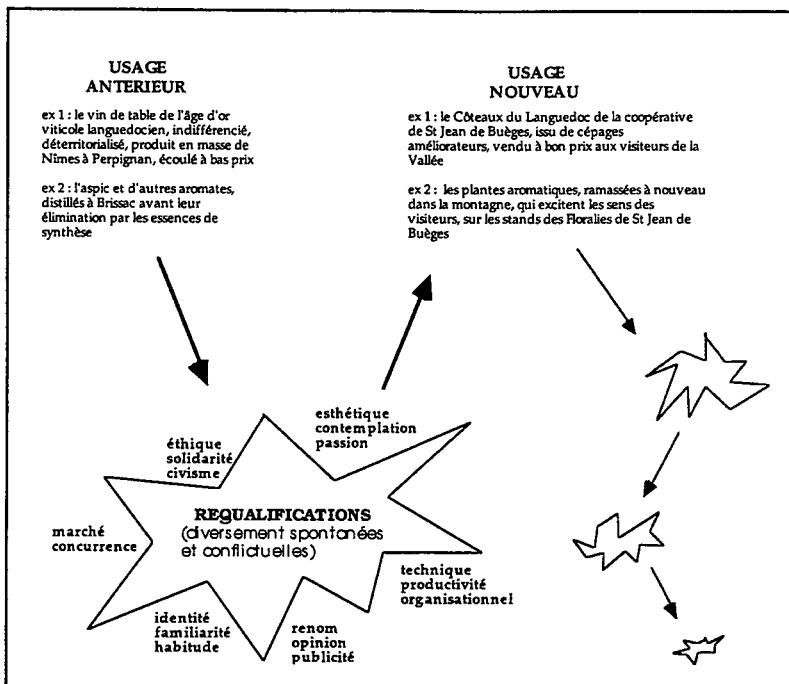 USAGE
ANTERIEUR
ex 1 : le vin de table de l'âge d'or
viticole languedocien, indifférencié,
déterritorialisé, produit en masse de
Nîmes à Perpignan, écoulé à bas prix
ex 2 : l'aspic et d'autres aromates,
distillés à Brissac avant leur
élimination par les essences de
synthèse
USAGE
NOUVEAU
ex 1 : le Côteaux du Languedoc de la coopérative
de St Jean de Buèges, issu de cépages
améliorateurs, vendu à bon prix aux visiteurs de la
Vallée
ex 2 : les plantes aromatiques, ramassées à nouveau
dans la montagne, qui excitent les sens des
visiteurs, sur les stands des Floralies de St Jean de
Buèges
esthétique
contemplation
passion
éthique
solidarité
civisme
REQUALIFICATIONS
(diversement spontanées
et conflictuelles)
marché
concurrence
technique
productivité
organisationnel
identité
familiarité
habitude
renom
opinion
publicité